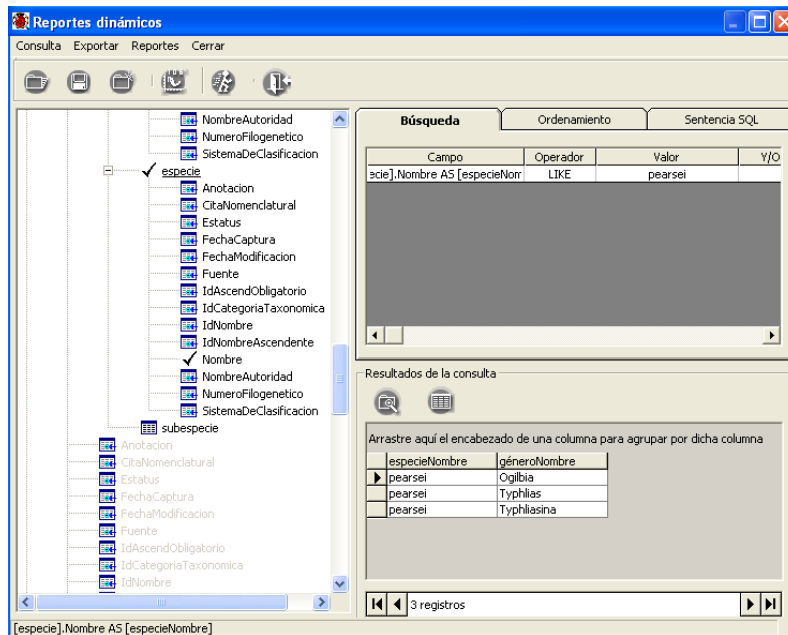 Reportes dinámicos
Consulta Exportar Reportes Cerrar
NombreAutoridad
NumeroFilogenetico
SistemaDeClasificacion
especie
Anotacion
CitaNomenclatural
Estatus
FechaCaptura
FechaModificacion
Fuente
IdAscendObligatorio
IdCategoriaTaxonomica
IdNombre
IdNombreAscendente
Nombre
NombreAutoridad
NumeroFilogenetico
SistemaDeClasificacion
subespecie
Anotacion
CitaNomenclatural
Estatus
FechaCaptura
FechaModificacion
Fuente
IdAscendObligatorio
IdCategoriaTaxonomica
IdNombre
Búsqueda Ordenamiento Sentencia SQL
Campo Operador Valor Y/O
ecie].Nombre AS [especieNom LIKE pearsei
Resultados de la consulta
Arrastre aquí el encabezado de una columna para agrupar por dicha columna
especieNombre géneroNombre
pearsei Ogilbia
pearsei Typhlias
pearsei Typhliasina
3 registros
[especie].Nombre AS [especieNombre]